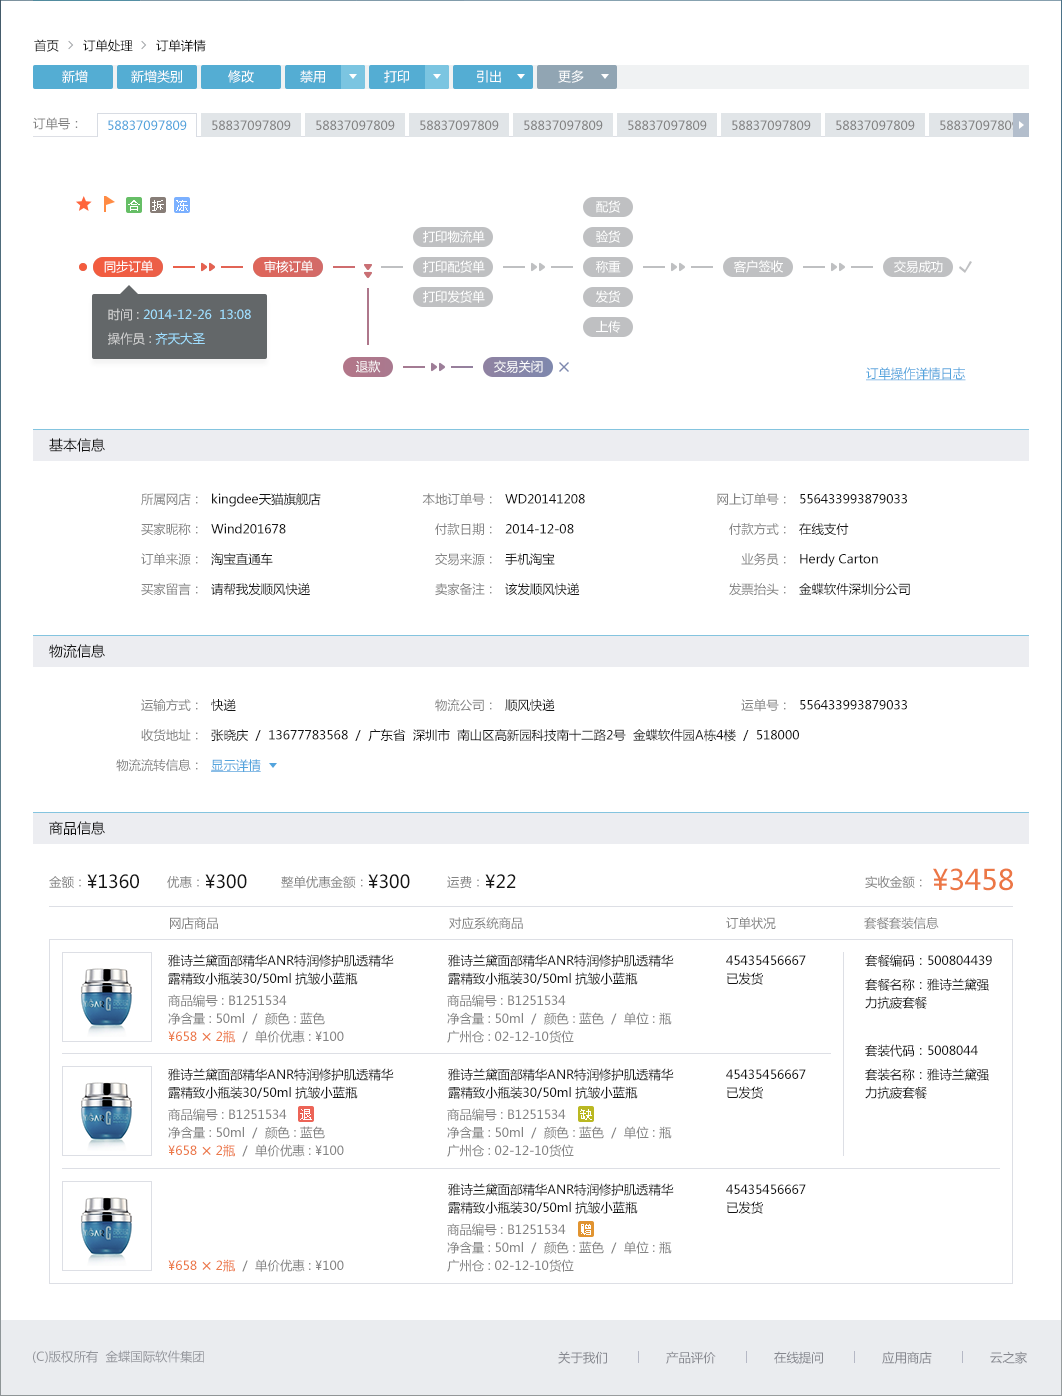 首页 > 订单处理 > 订单详情
新增 新增类别 修改 禁用 打印 引出 更多
订单号： 58837097809 58837097809 58837097809 58837097809 58837097809 58837097809 58837097809 58837097809 5883709780
合 拆 冻
配货
打印物流单 验货
同步订单 审核订单 打印配货单 称重 客户签收 交易成功
打印发货单 发货
时间 : 2014-12-26 13:08
上传
操作员 : 齐天大圣
退款 交易关闭
订单操作详情日志
基本信息
所属网店： kingdee天猫旗舰店 本地订单号： WD20141208 网上订单号： 556433993879033
买家昵称： Wind201678 付款日期： 2014-12-08 付款方式： 在线支付
订单来源： 淘宝直通车 交易来源： 手机淘宝 业务员： Herdy Carton
买家留言： 请帮我发顺风快递 卖家备注： 该发顺风快递 发票抬头： 金蝶软件深圳分公司
物流信息
运输方式： 快递 物流公司： 顺风快递 运单号： 556433993879033
收货地址： 张晓庆 / 13677783568 / 广东省 深圳市 南山区高新园科技南十二路2号 金蝶软件园A栋4楼 / 518000
物流流转信息： 显示详情
商品信息
金额 : ¥1360 优惠 : ¥300 整单优惠金额 : ¥300 运费 : ¥22 实收金额 : ¥3458
网店商品 对应系统商品 订单状况 套餐套装信息
雅诗兰黛面部精华ANR特润修护肌透精华 雅诗兰黛面部精华ANR特润修护肌透精华 45435456667 套餐编码：500804439
露精致小瓶装30/50ml 抗皱小蓝瓶 露精致小瓶装30/50ml 抗皱小蓝瓶 已发货 套餐名称：雅诗兰黛强
商品编号 : B1251534 商品编号 : B1251534 力抗疲套餐
净含量 : 50ml / 颜色 : 蓝色 净含量 : 50ml / 颜色 : 蓝色 / 单位 : 瓶
¥658 × 2瓶 / 单价优惠 : ¥100 广州仓 : 02-12-10货位
套装代码：5008044
雅诗兰黛面部精华ANR特润修护肌透精华 雅诗兰黛面部精华ANR特润修护肌透精华 45435456667 套装名称：雅诗兰黛强
露精致小瓶装30/50ml 抗皱小蓝瓶 露精致小瓶装30/50ml 抗皱小蓝瓶 已发货 力抗疲套餐
商品编号 : B1251534 退 商品编号 : B1251534 缺
净含量 : 50ml / 颜色 : 蓝色 净含量 : 50ml / 颜色 : 蓝色 / 单位 : 瓶
¥658 × 2瓶 / 单价优惠 : ¥100 广州仓 : 02-12-10货位
雅诗兰黛面部精华ANR特润修护肌透精华 45435456667
露精致小瓶装30/50ml 抗皱小蓝瓶 已发货
商品编号 : B1251534 赠
净含量 : 50ml / 颜色 : 蓝色 / 单位 : 瓶
¥658 × 2瓶 / 单价优惠 : ¥100 广州仓 : 02-12-10货位
(C)版权所有 金蝶国际软件集团 关于我们 | 产品评价 | 在线提问 | 应用商店 | 云之家